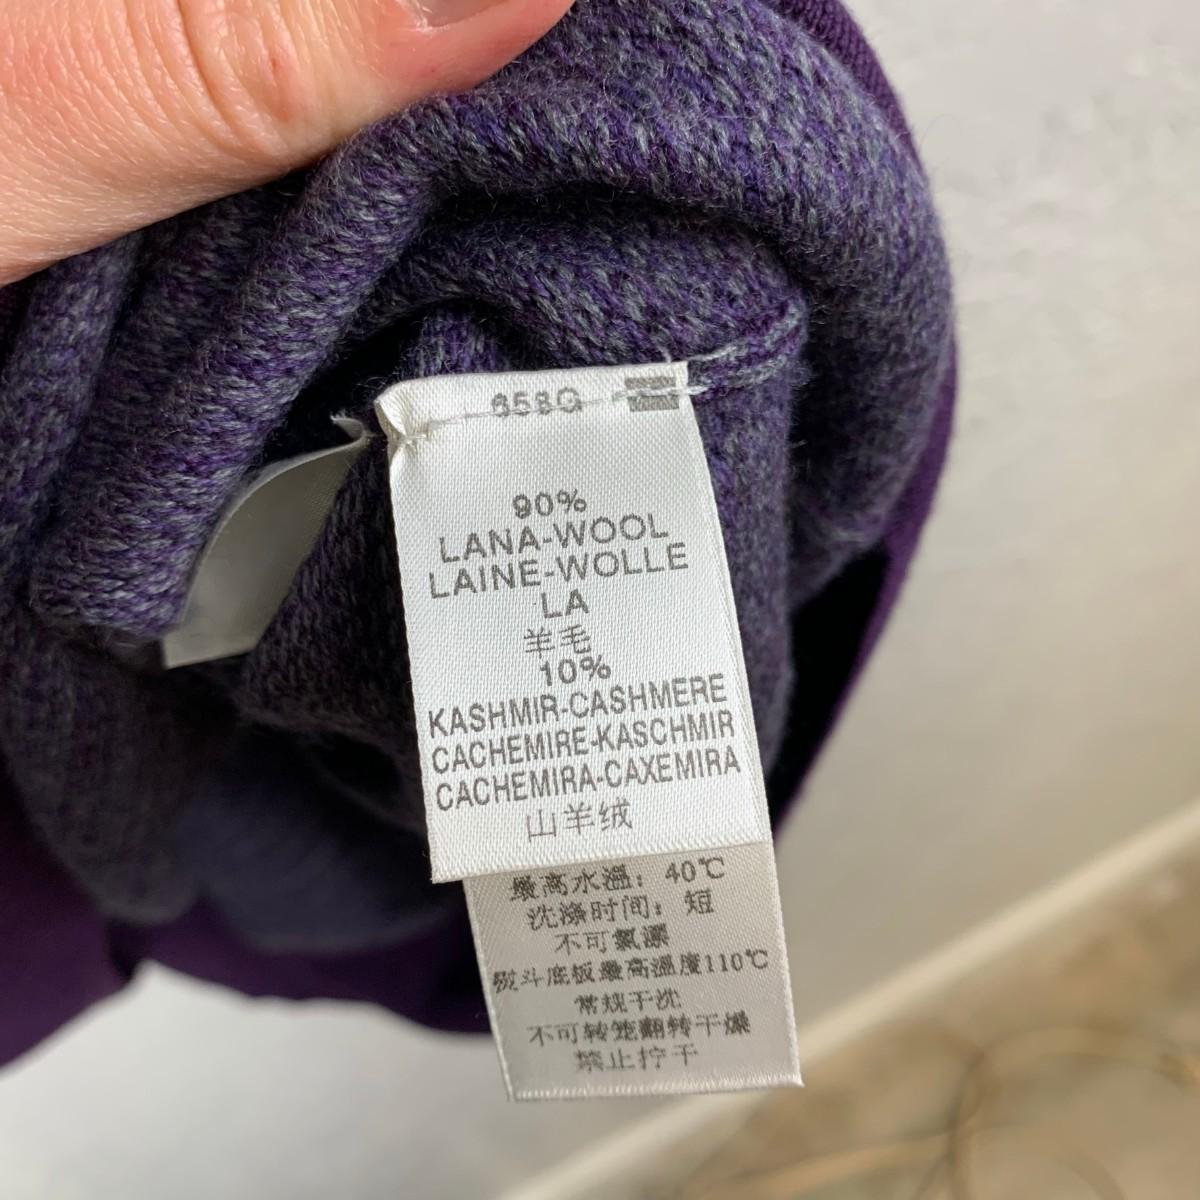 658G
90%
LANA-WOOL
LAINE-WOLLE
LA
羊毛
10%
KASHMIR-CASHMERE
CACHEMIRE-KASCHMIR
CACHEMIRA-CAXEMIRA
山羊绒
最高水温：40℃
洗涤时间：短
不可氯漂
熨斗底板最高温度110℃
常规干洗
不可转笼翻转干燥
禁止拧干